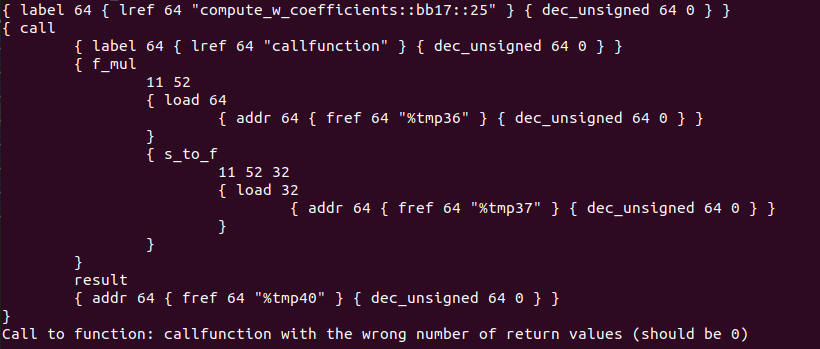 { label 64 { lref 64 "compute_w_coefficients::bb17::25" } { dec_unsigned 64 0 } }
{ call
{ label 64 { lref 64 "callfunction" } { dec_unsigned 64 0 } }
{ f_mul
11 52
{ load 64
{ addr 64 { fref 64 "%tmp36" } { dec_unsigned 64 0 } }
}
{ s_to_f
11 52 32
{ load 32
{ addr 64 { fref 64 "%tmp37" } { dec_unsigned 64 0 } }
}
}
}
result
{ addr 64 { fref 64 "%tmp40" } { dec_unsigned 64 0 } }
}
Call to function: callfunction with the wrong number of return values (should be 0)